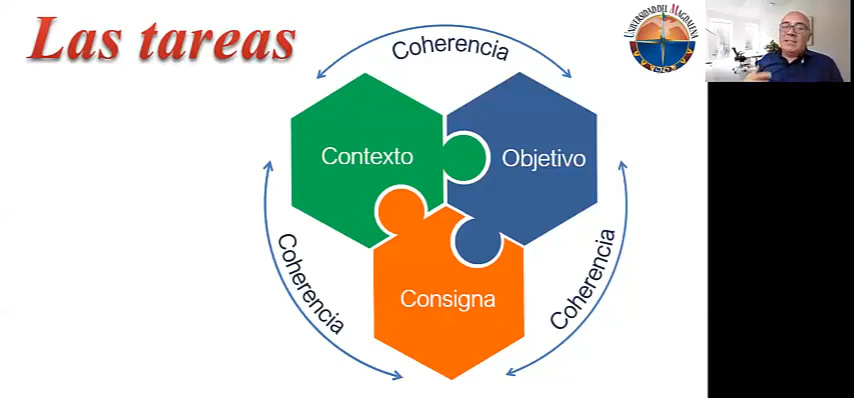 Las tareas
Coherencia
UNIVERSIDAD DEL MAGDALENA
Contexto
Objetivo
Coherencia
Consigna
Coherencia